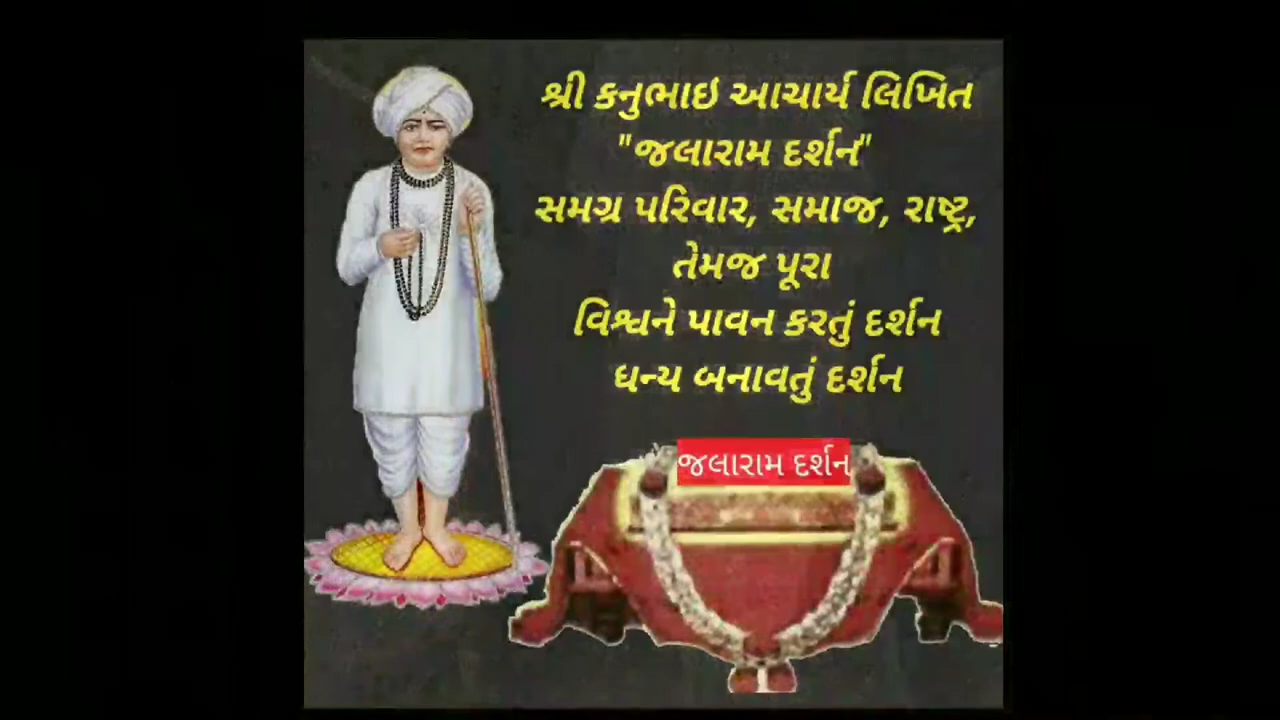 શ્રી કનુભાઇ આચાર્ય લિખિત
"જલારામ દર્શન"
સમગ્ર પરિવાર, સમાજ, રાષ્ટ્ર,
તેમજ પૂરા
વિશ્વને પાવન કરતું દર્શન
ધન્ય બનાવતું દર્શન
જલારામ દર્શન